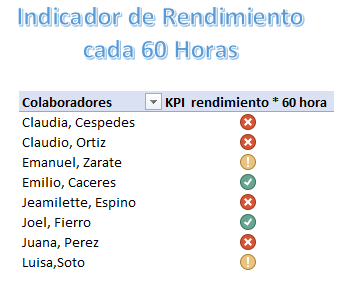 Indicador de Rendimiento
cada 60 Horas
Colaboradores KPI rendimiento * 60 hora
Claudia, Cespedes
Claudio, Ortiz
Emanuel, Zarate
Emilio, Caceres
Jeamilette, Espino
Joel, Fierro
Juana, Perez
Luisa,Soto